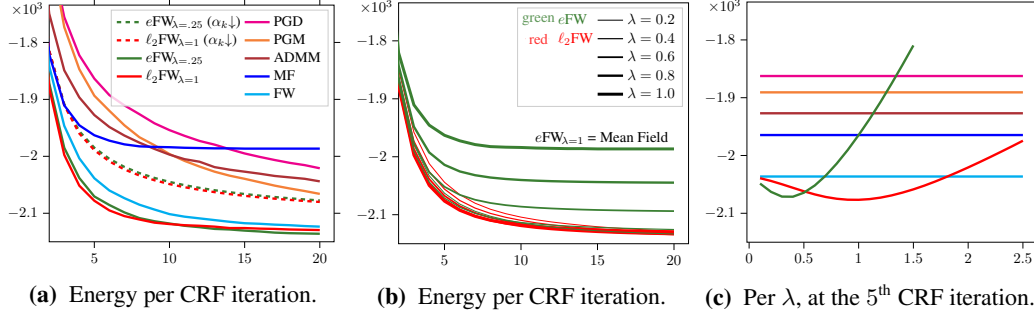 ×10³
−1.8
−1.9
−2
−2.1
5
10
15
20
eFWλ=.25 (αk↓)
ℓ2FWλ=1 (αk↓)
eFWλ=.25
ℓ2FWλ=1
PGD
PGM
ADMM
MF
FW
(a) Energy per CRF iteration.
×10³
−1.8
−1.9
−2
−2.1
5
10
15
20
green eFW
red ℓ2FW
λ = 0.2
λ = 0.4
λ = 0.6
λ = 0.8
λ = 1.0
eFWλ=1 = Mean Field
(b) Energy per CRF iteration.
×10³
−1.8
−1.9
−2
−2.1
0
0.5
1
1.5
2
2.5
(c) Per λ, at the 5th CRF iteration.